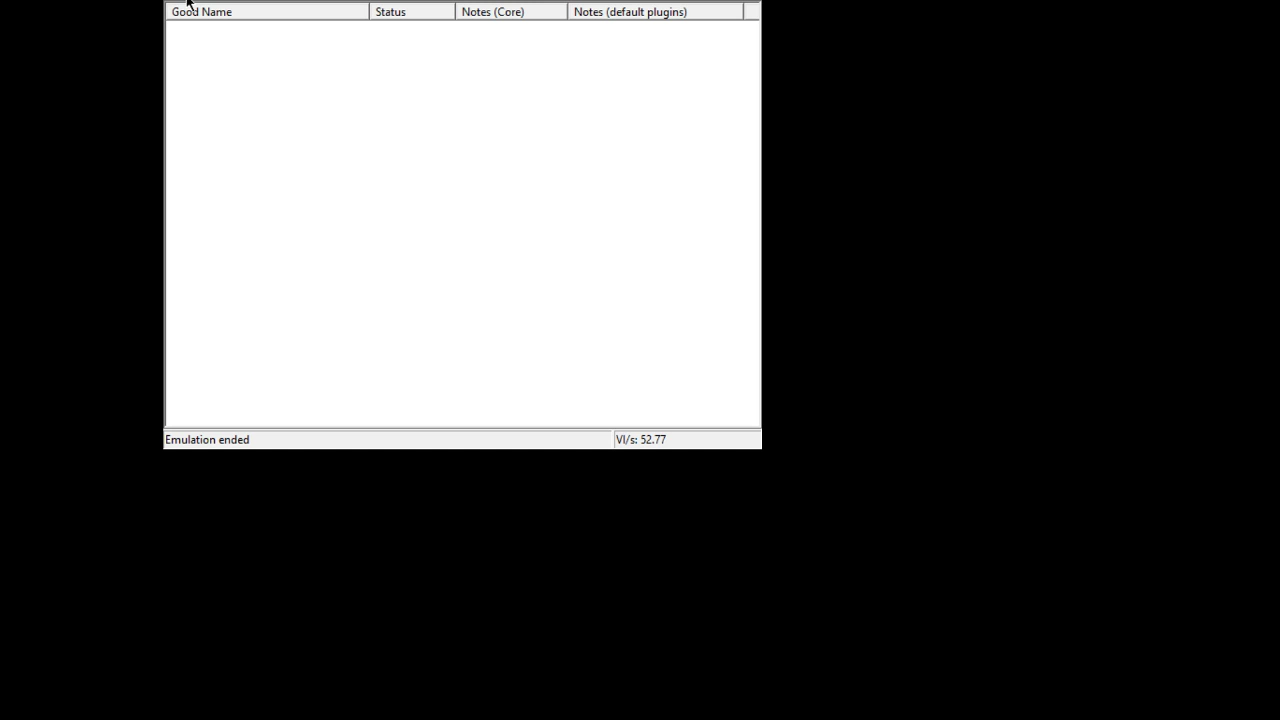 Good Name Status Notes (Core) Notes (default plugins)
Emulation ended VI/s: 52.77